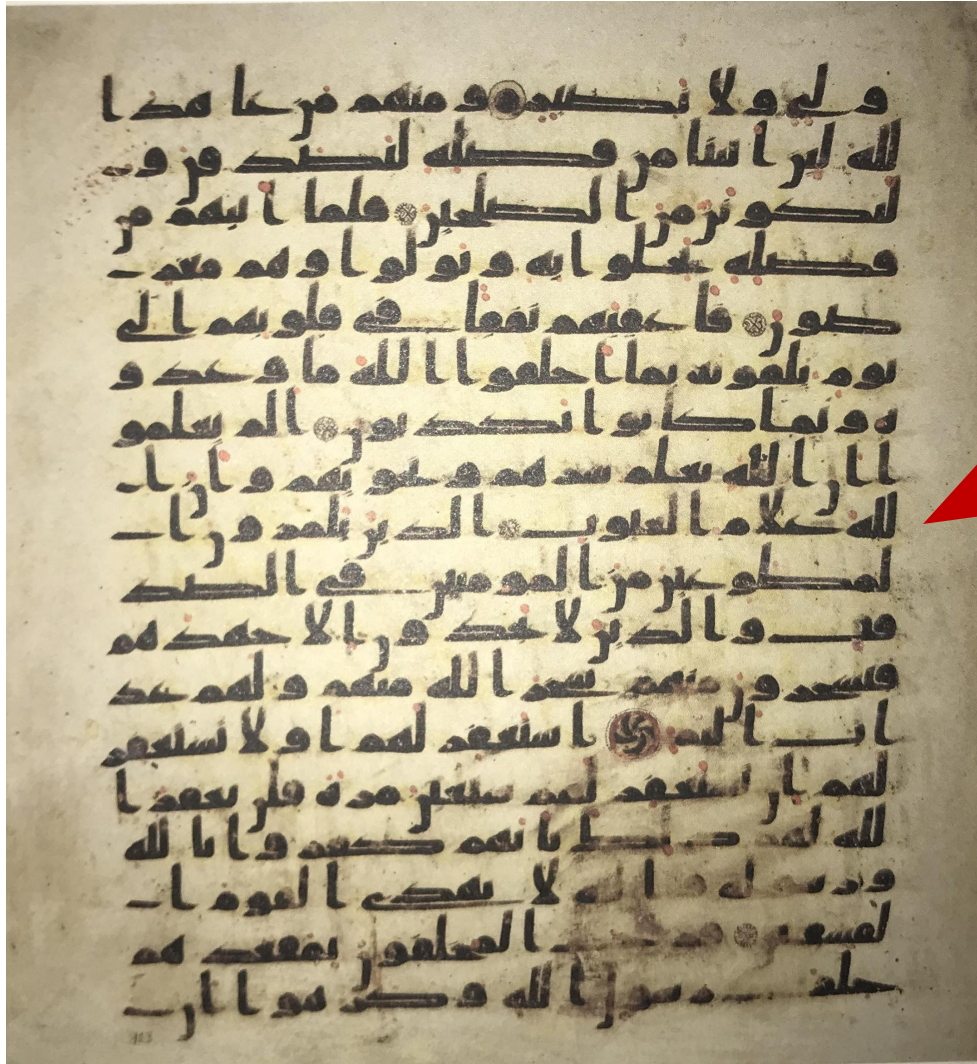 ولي ولا نصير ومنهم من عاهد ا
لله لين اتىنا من فضله لنصدقن و
لنكونن من الصلحين فلما اتيهم من
فضله بخلوا به وتولوا وهم معر
ضون فاعقبهم نفاقا في قلوبهم الى
يوم يلقونه بما اخلفوا الله ما وعدو
ه وبما كانوا يكذبون الم يعلمو
ا ان الله يعلم سرهم ونجويهم وان ا
لله علام الغيوب الذين يلمزون ا
لمطوعين من المومنين في الصد
قت والذين لا يجدون الا جهدهم
فيسخرون منهم سخر الله منهم ولهم عذ
اب اليم استغفر لهم او لا تستغفر
لهم ان تستغفر لهم سبعين مرة فلن يغفر ا
لله لهم ذلك بانهم كفروا بالله
ورسوله والله لا يهدي القوم ا
لفسقين فرح المخلفون بمقعدهم
خلف رسول الله وكرهوا ان